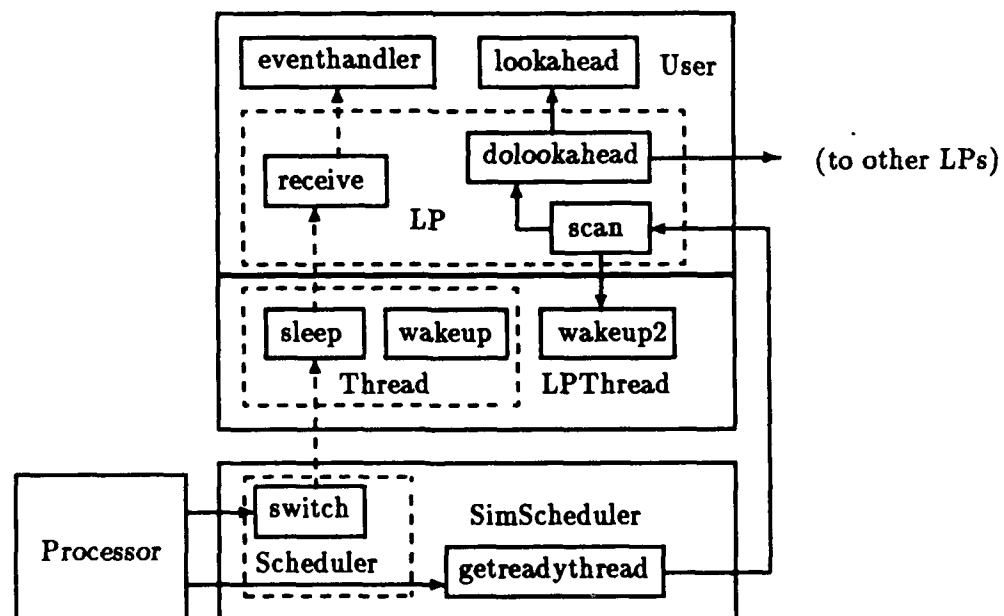 eventhandler
lookahead
User
dolookahead
(to other LPs)
receive
LP
scan
sleep
wakeup
wakeup2
Thread
LPThread
switch
SimScheduler
Processor
Scheduler
getreadythread